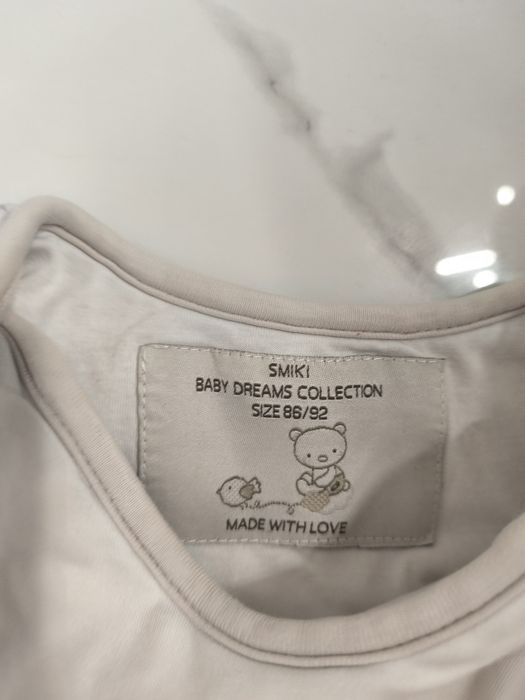 SMIKI
BABY DREAMS COLLECTION
SIZE 86/92
MADE WITH LOVE